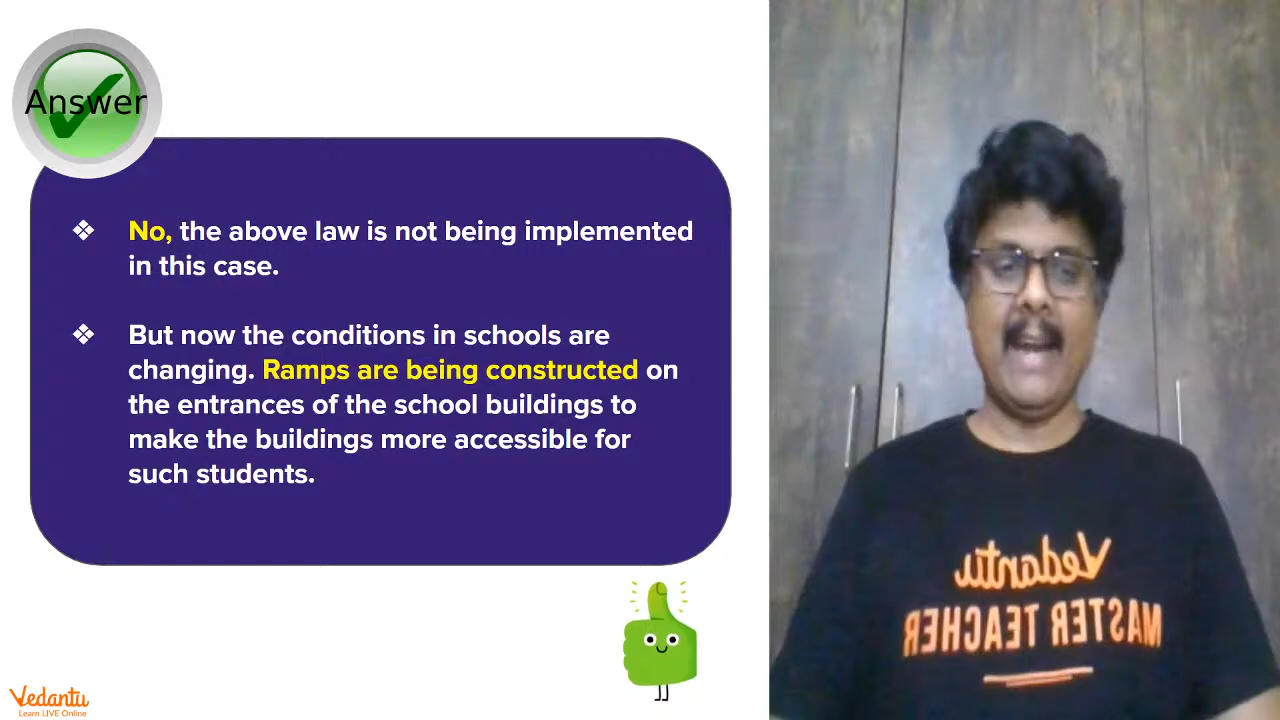 Answer
❖ No, the above law is not being implemented
in this case.
❖ But now the conditions in schools are
changing. Ramps are being constructed on
the entrances of the school buildings to
make the buildings more accessible for
such students.
Vedantu
Learn LIVE Online
Vedantu
MASTER TEACHER